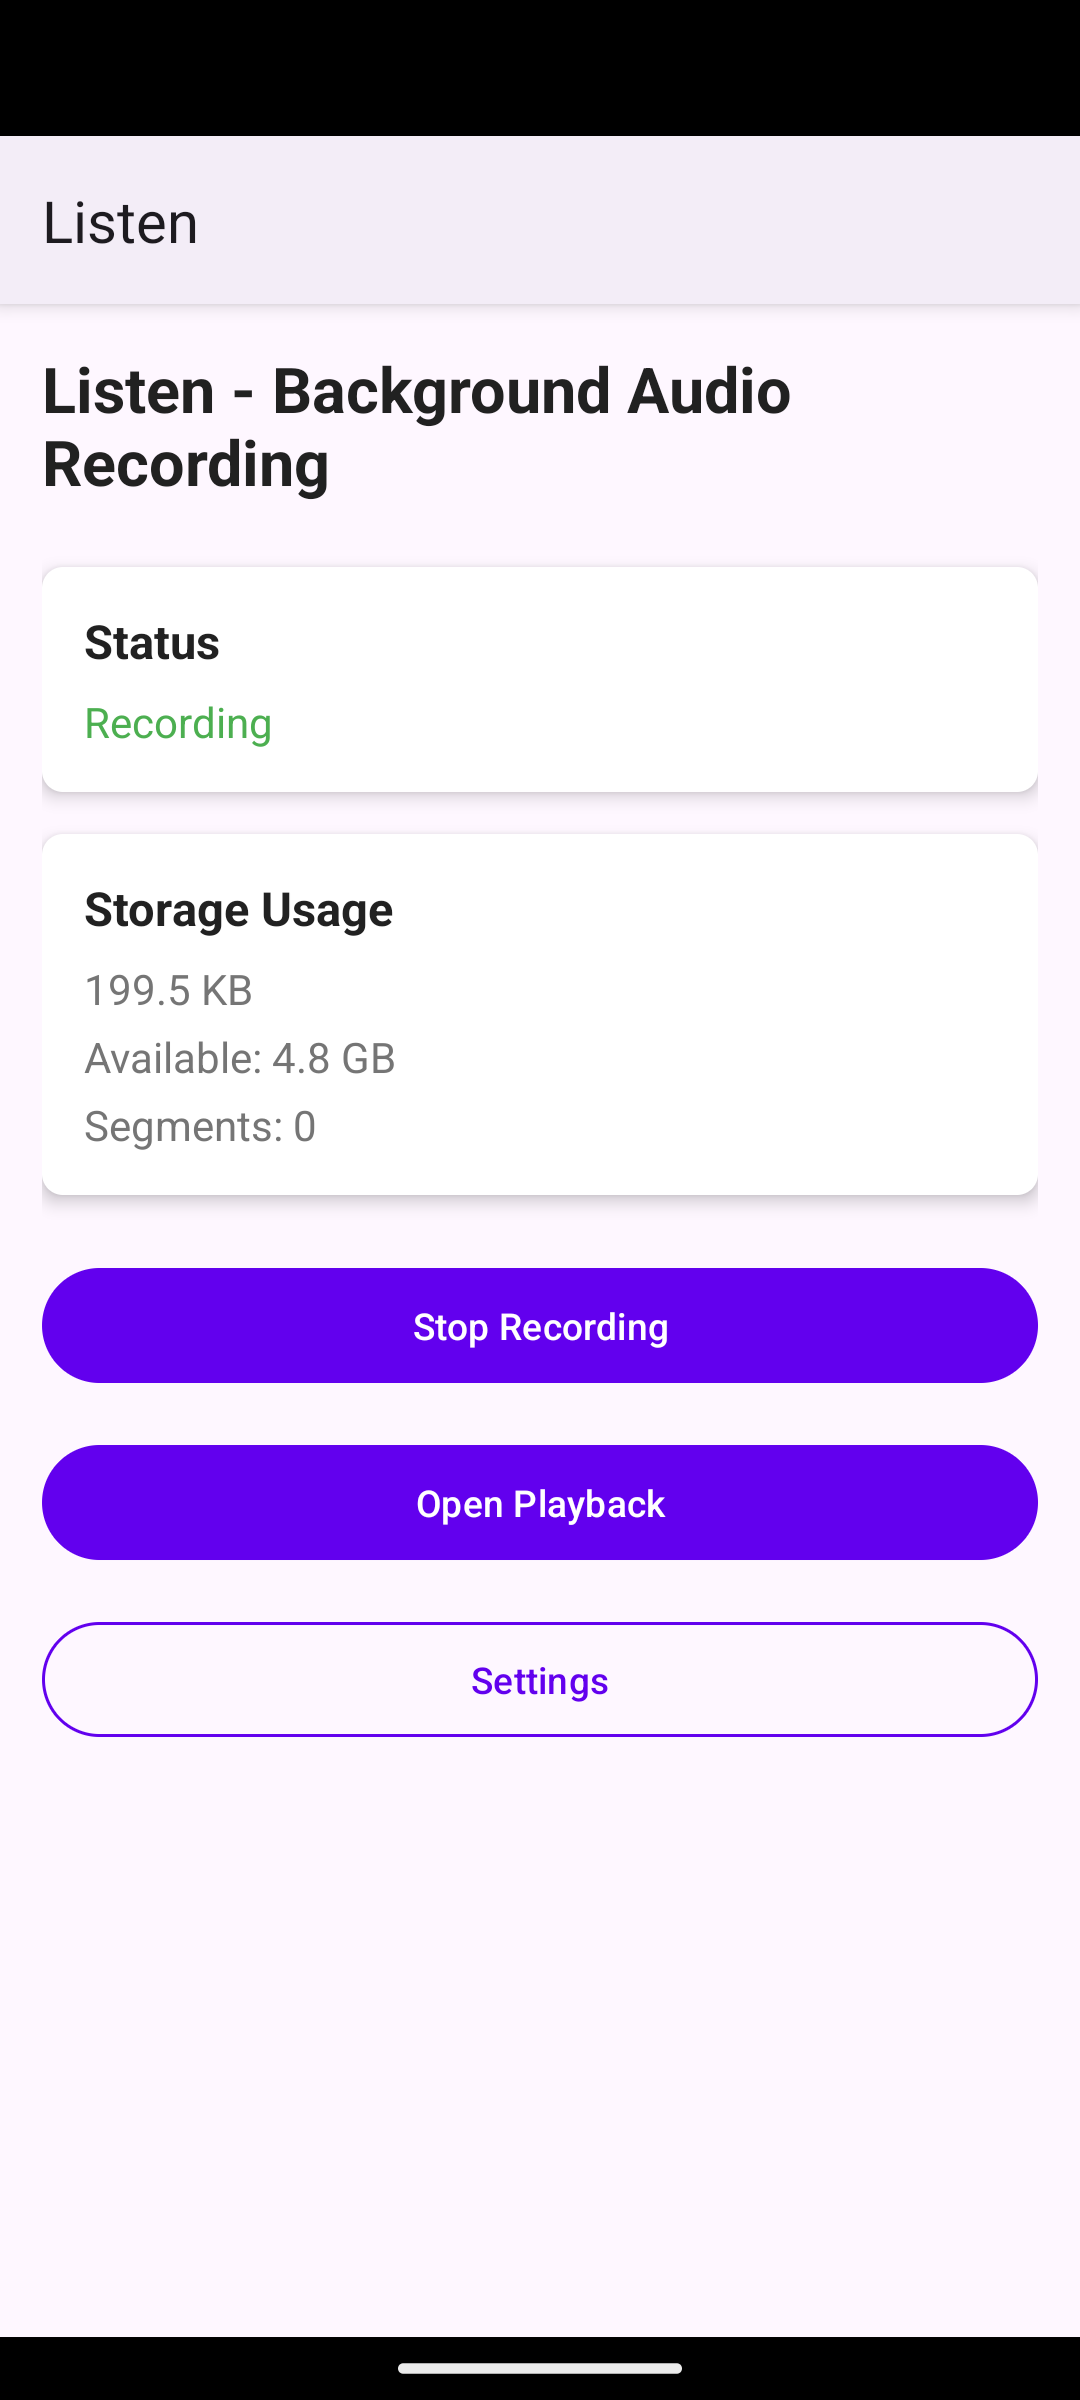 Listen
Listen - Background Audio
Recording
Status
Recording
Storage Usage
199.5 KB
Available: 4.8 GB
Segments: 0
Stop Recording
Open Playback
Settings